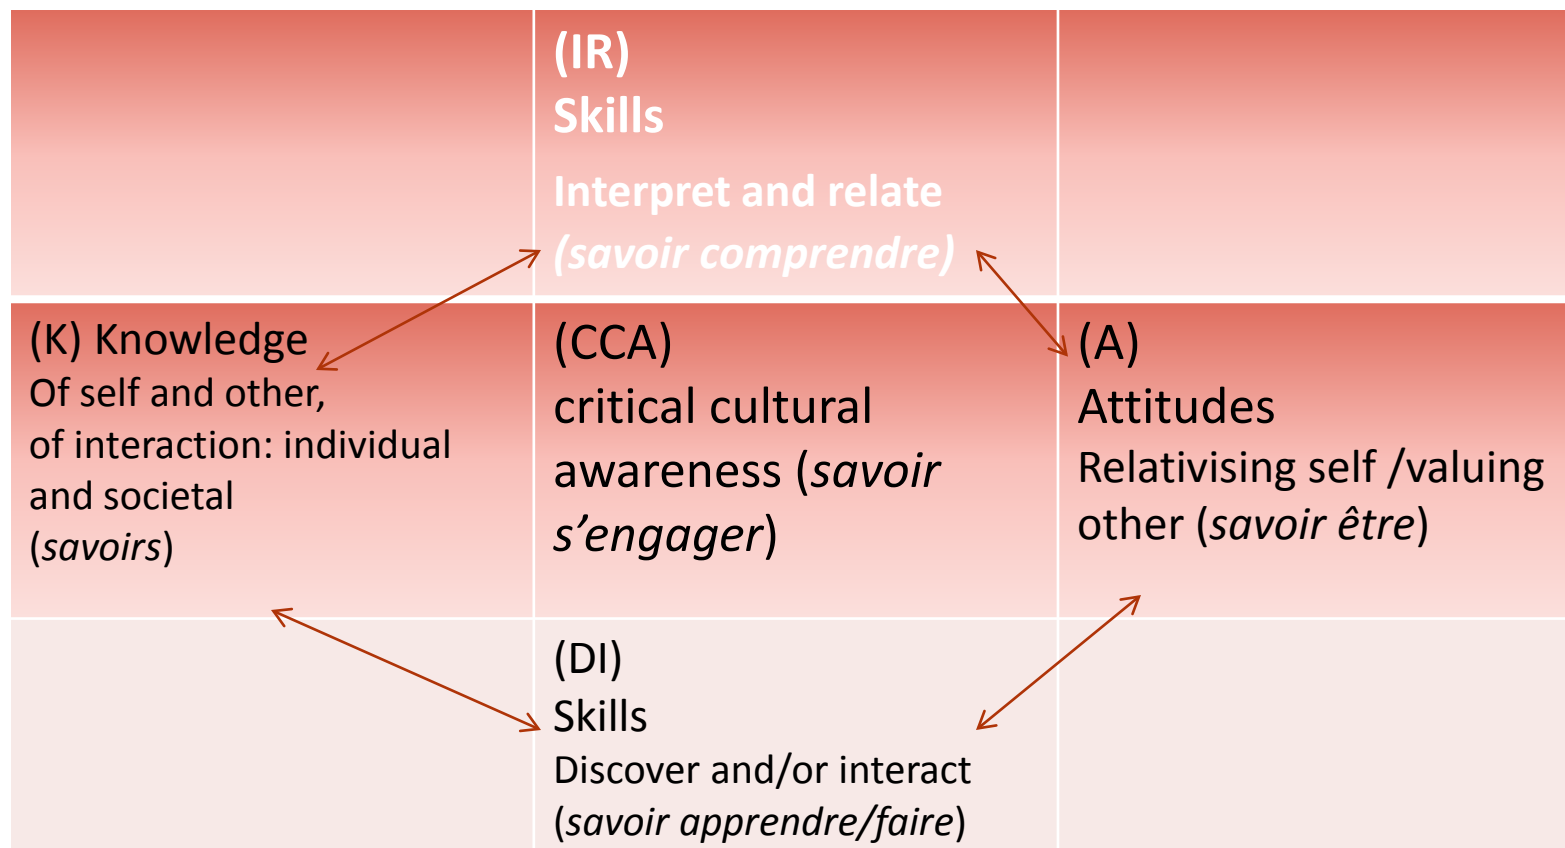 (IR)
Skills
Interpret and relate
(savoir comprendre)
(K) Knowledge
Of self and other,
of interaction: individual
and societal
(savoirs)
(CCA)
critical cultural
awareness (savoir
s’engager)
(A)
Attitudes
Relativising self /valuing
other (savoir être)
(DI)
Skills
Discover and/or interact
(savoir apprendre/faire)